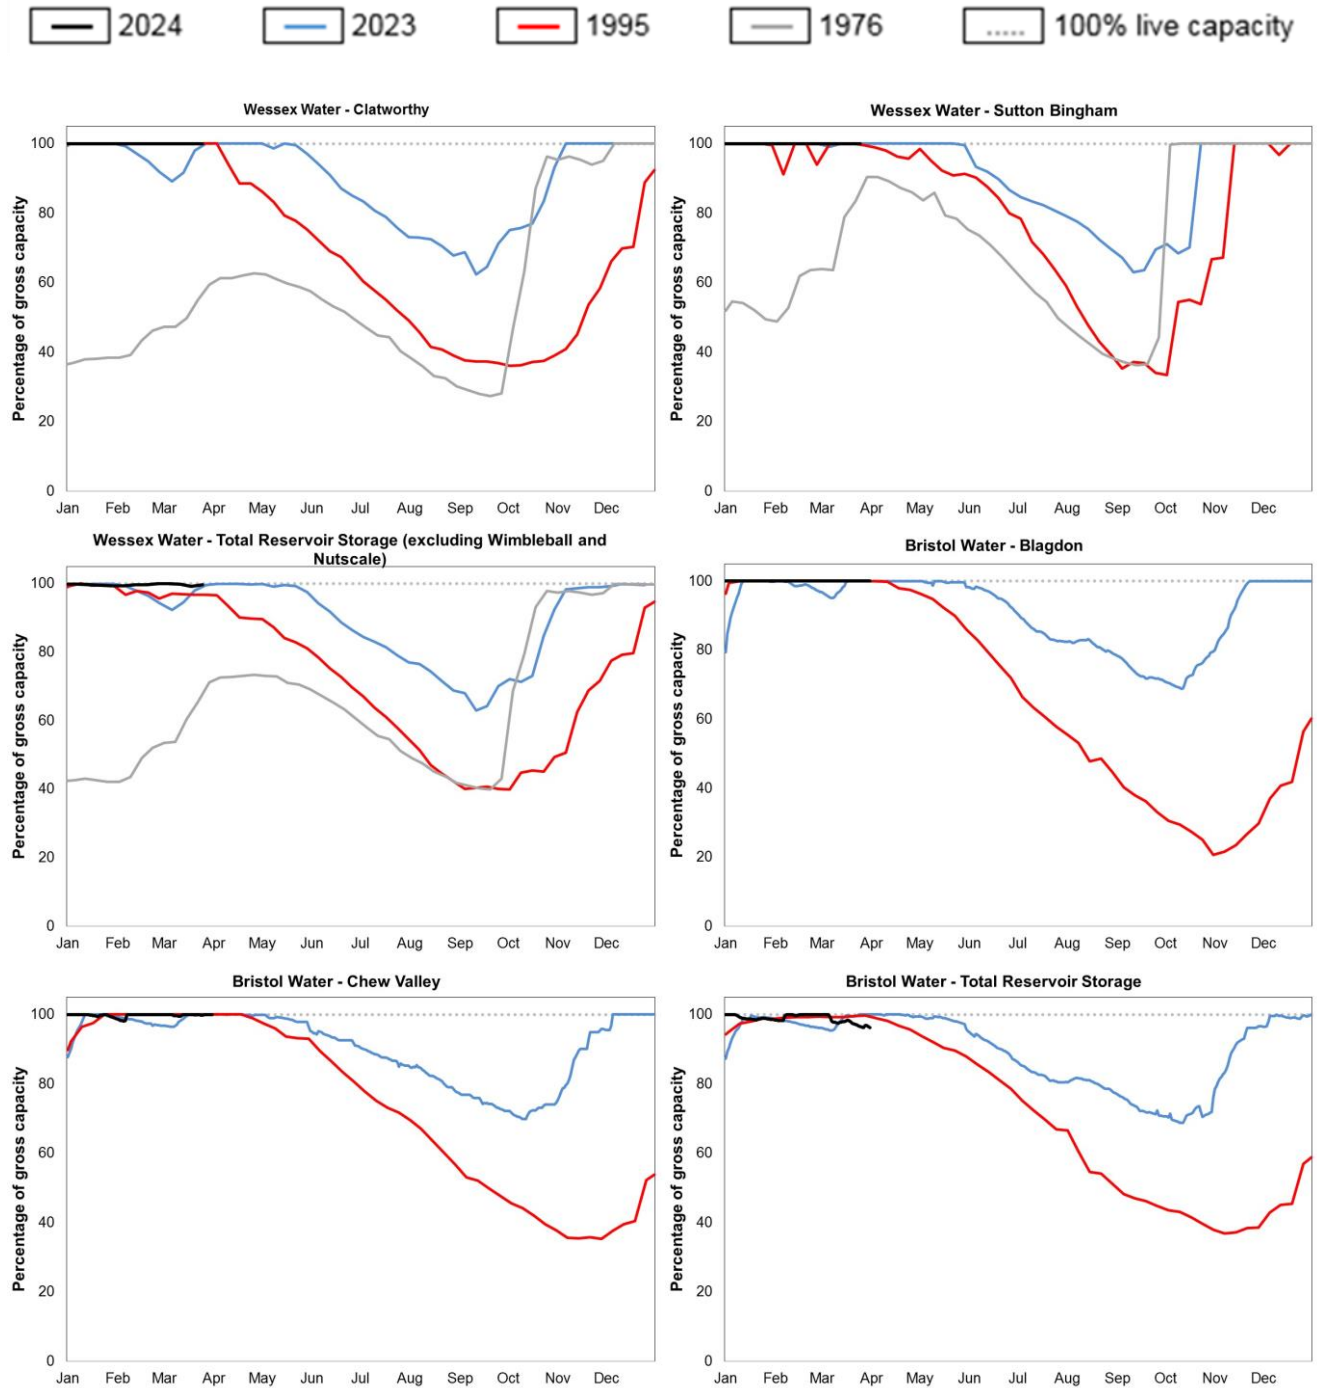 2024 2023 1995 1976 ..... 100% live capacity
Wessex Water - Clatworthy
Percentage of gross capacity
100
80
60
40
20
0
Jan Feb Mar Apr May Jun Jul Aug Sep Oct Nov Dec
Wessex Water - Sutton Bingham
Percentage of gross capacity
100
80
60
40
20
0
Jan Feb Mar Apr May Jun Jul Aug Sep Oct Nov Dec
Wessex Water - Total Reservoir Storage (excluding Wimbleball and
Nutscale)
Percentage of gross capacity
100
80
60
40
20
0
Jan Feb Mar Apr May Jun Jul Aug Sep Oct Nov Dec
Bristol Water - Blagdon
Percentage of gross capacity
100
80
60
40
20
0
Jan Feb Mar Apr May Jun Jul Aug Sep Oct Nov Dec
Bristol Water - Chew Valley
Percentage of gross capacity
100
80
60
40
20
0
Jan Feb Mar Apr May Jun Jul Aug Sep Oct Nov Dec
Bristol Water - Total Reservoir Storage
Percentage of gross capacity
100
80
60
40
20
0
Jan Feb Mar Apr May Jun Jul Aug Sep Oct Nov Dec